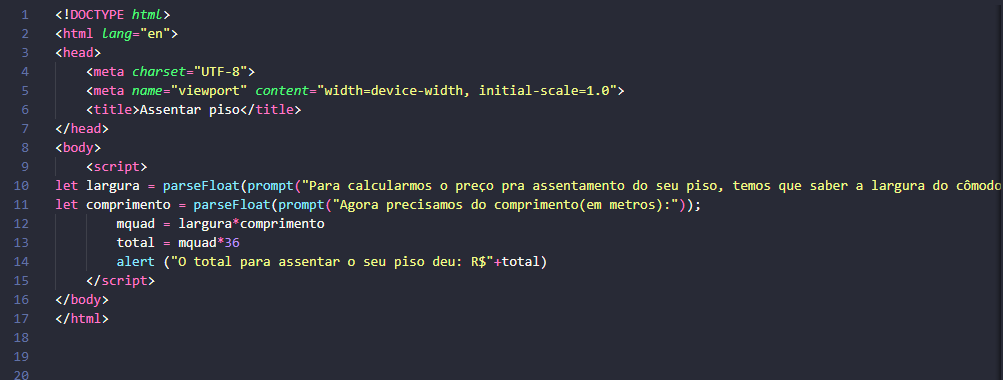 1 <!DOCTYPE html>
2 <html lang="en">
3 <head>
4 <meta charset="UTF-8">
5 <meta name="viewport" content="width=device-width, initial-scale=1.0">
6 <title>Assentar piso</title>
7 </head>
8 <body>
9 <script>
10 let largura = parseFloat(prompt("Para calcularmos o preço pra assentamento do seu piso, temos que saber a largura do cômodo
11 let comprimento = parseFloat(prompt("Agora precisamos do comprimento(em metros):"));
12 mquad = largura*comprimento
13 total = mquad*36
14 alert ("O total para assentar o seu piso deu: R$"+total)
15 </script>
16 </body>
17 </html>
18
19
20